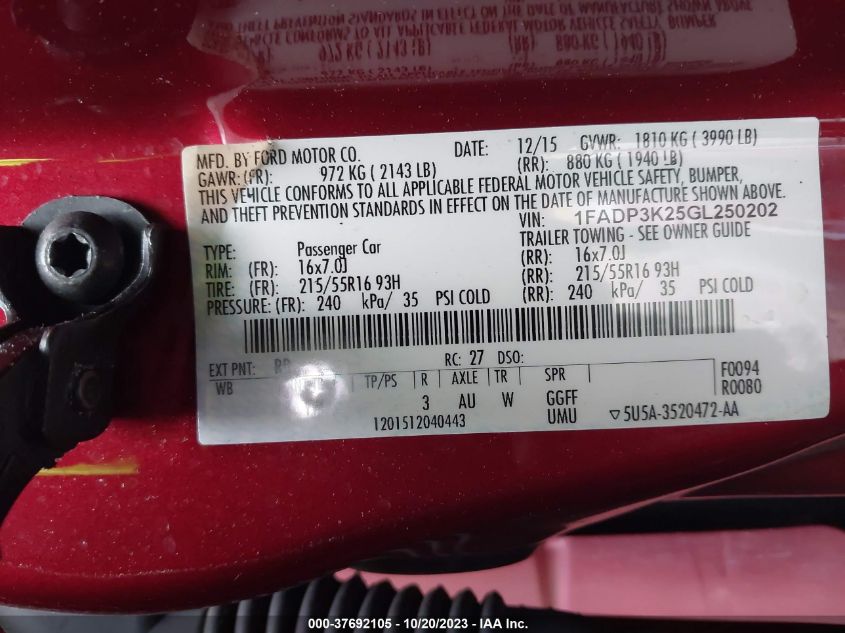 MFD. BY FORD MOTOR CO. DATE: 12/15 GVWR: 1810 KG ( 3990 LB)
GAWR: (FR): 972 KG ( 2143 LB) (RR): 880 KG ( 1940 LB)
THIS VEHICLE CONFORMS TO ALL APPLICABLE FEDERAL MOTOR VEHICLE SAFETY, BUMPER,
AND THEFT PREVENTION STANDARDS IN EFFECT ON THE DATE OF MANUFACTURE SHOWN ABOVE.
VIN: 1FADP3K25GL250202
TYPE: Passenger Car TRAILER TOWING - SEE OWNER GUIDE
RIM: (FR): 16x7.0J (RR): 16x7.0J
TIRE: (FR): 215/55R16 93H (RR): 215/55R16 93H
PRESSURE: (FR): 240 kPa/ 35 PSI COLD (RR): 240 kPa/ 35 PSI COLD
EXT PNT: RR RC: 27 DSO:
WB TP/PS R AXLE TR SPR F0094
3 AU W GGFF R0080
1201512040443 UMU 5U5A-3520472-AA
000-37692105 - 10/20/2023 - IAA Inc.